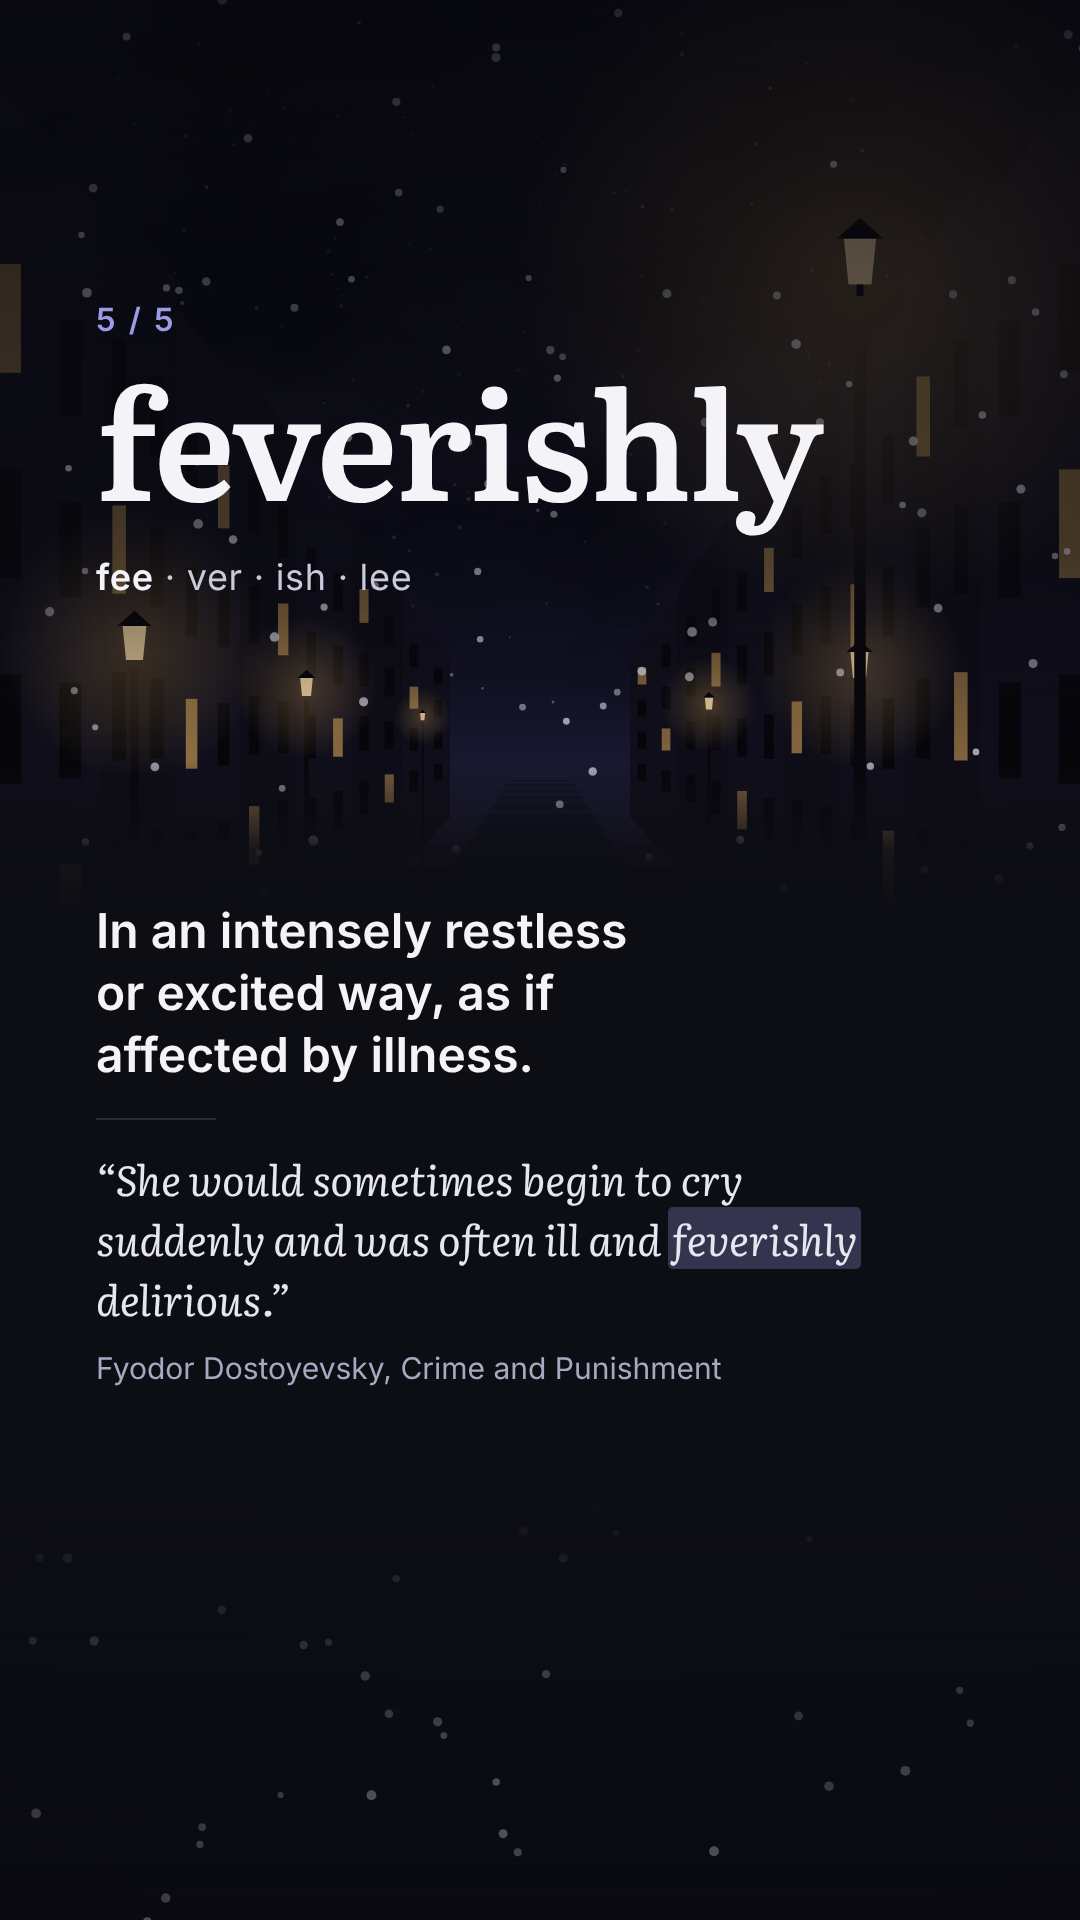 5 / 5
feverishly
fee · ver · ish · lee
In an intensely restless
or excited way, as if
affected by illness.
“She would sometimes begin to cry
suddenly and was often ill and feverishly
delirious.”
Fyodor Dostoyevsky, Crime and Punishment